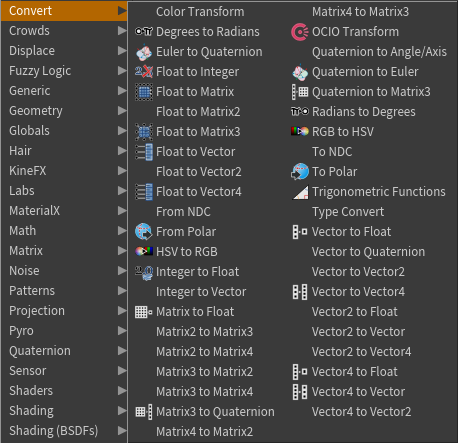 Convert
Crowds
Displace
Fuzzy Logic
Generic
Geometry
Globals
Hair
KineFX
Labs
MaterialX
Math
Matrix
Noise
Patterns
Projection
Pyro
Quaternion
Sensor
Shaders
Shading
Shading (BSDFs)
Color Transform
Degrees to Radians
Euler to Quaternion
Float to Integer
Float to Matrix
Float to Matrix2
Float to Matrix3
Float to Vector
Float to Vector2
Float to Vector4
From NDC
From Polar
HSV to RGB
Integer to Float
Integer to Vector
Matrix to Float
Matrix2 to Matrix3
Matrix2 to Matrix4
Matrix3 to Matrix2
Matrix3 to Matrix4
Matrix3 to Quaternion
Matrix4 to Matrix2
Matrix4 to Matrix3
OCIO Transform
Quaternion to Angle/Axis
Quaternion to Euler
Quaternion to Matrix3
Radians to Degrees
RGB to HSV
To NDC
To Polar
Trigonometric Functions
Type Convert
Vector to Float
Vector to Quaternion
Vector to Vector2
Vector to Vector4
Vector2 to Float
Vector2 to Vector
Vector2 to Vector4
Vector4 to Float
Vector4 to Vector
Vector4 to Vector2